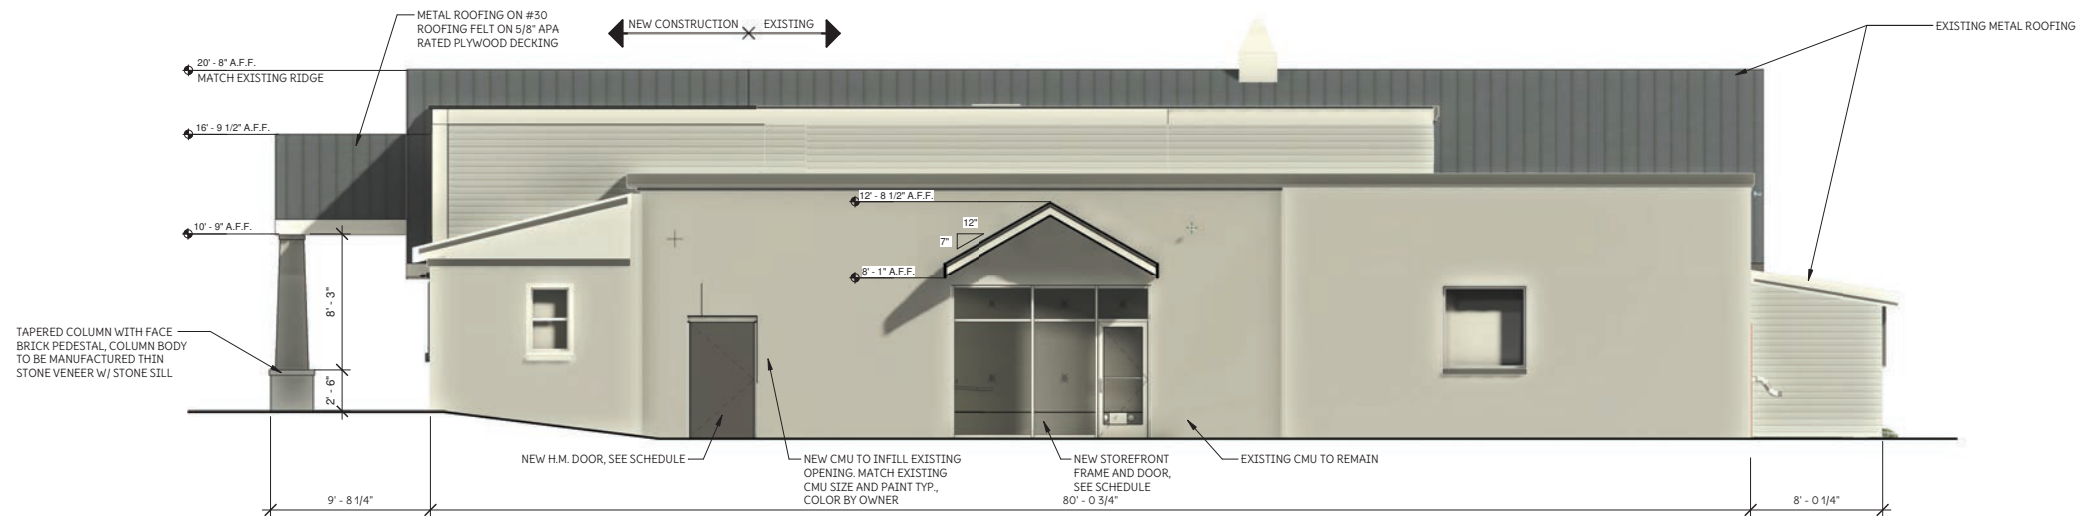 METAL ROOFING ON #30
ROOFING FELT ON 5/8" APA
RATED PLYWOOD DECKING
NEW CONSTRUCTION
EXISTING
EXISTING METAL ROOFING
20' - 8" A.F.F.
MATCH EXISTING RIDGE
16' - 9 1/2" A.F.F.
10' - 9" A.F.F.
12' - 8 1/2" A.F.F.
12"
7"
8' - 1" A.F.F.
8' - 3"
2' - 6"
TAPERED COLUMN WITH FACE
BRICK PEDESTAL, COLUMN BODY
TO BE MANUFACTURED THIN
STONE VENEER W/ STONE SILL
NEW H.M. DOOR, SEE SCHEDULE
NEW CMU TO INFILL EXISTING
OPENING. MATCH EXISTING
CMU SIZE AND PAINT TYP.,
COLOR BY OWNER
NEW STOREFRONT
FRAME AND DOOR,
SEE SCHEDULE
EXISTING CMU TO REMAIN
9' - 8 1/4"
80' - 0 3/4"
8' - 0 1/4"